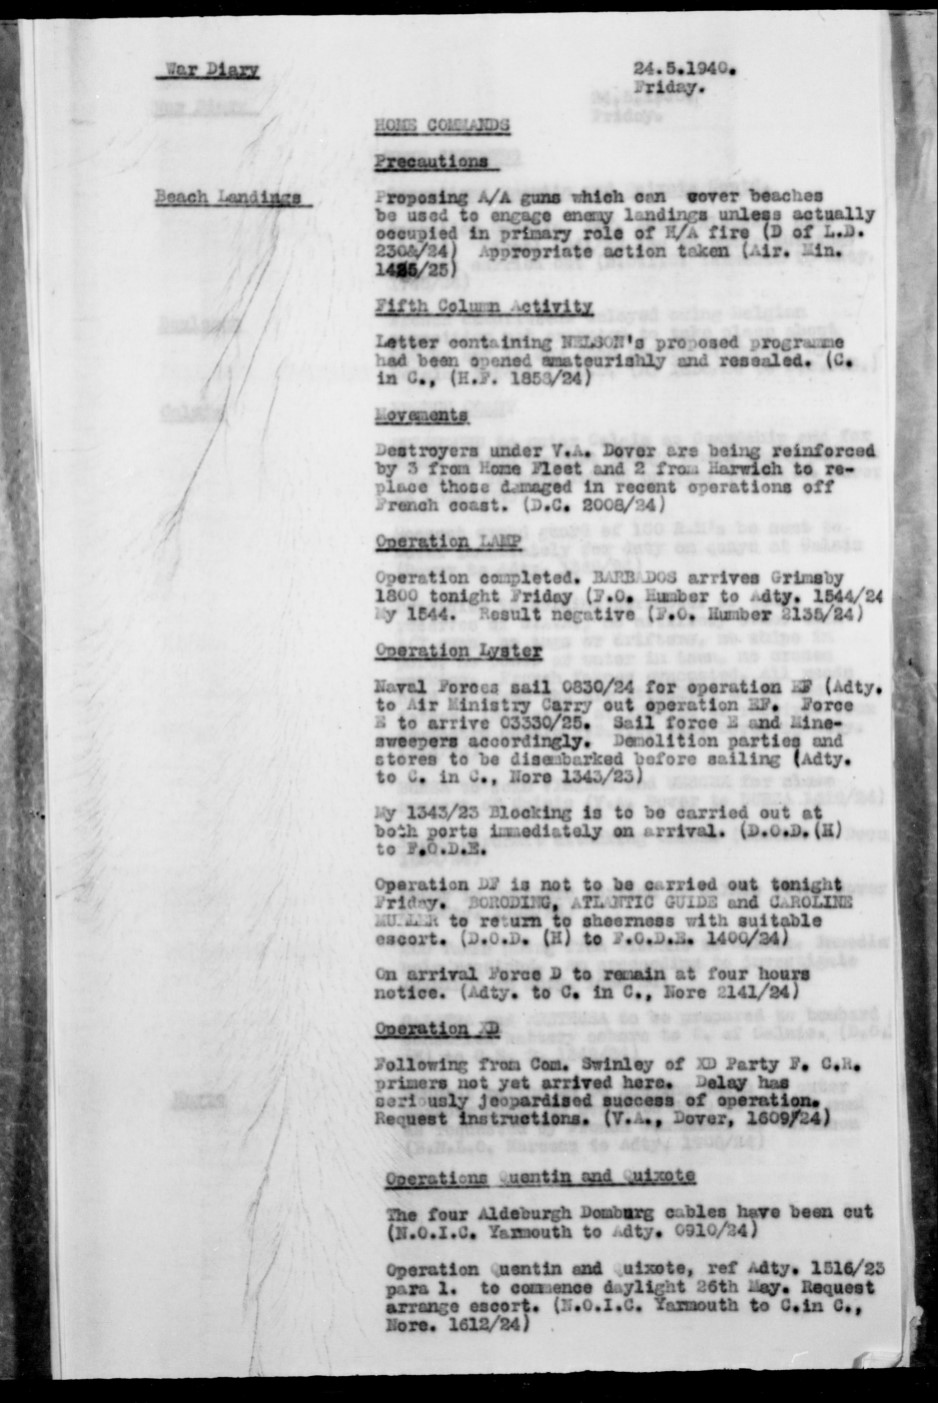 War Diary
24.5.1940.
Friday.
HOME COMMANDS
Precautions
Beach Landings
Proposing A/A guns which can cover beaches
be used to engage enemy landings unless actually
occupied in primary role of H/A fire (D of L.D.
2302/24) Appropriate action taken (Air. Min.
/25)
Fifth Column Activity
Letter containing NELSON's proposed programme
had been opened amateurishly and resealed. (C.
in C., (H.F. 1853/24)
Movements
Destroyers under V.A. Dover are being reinforced
by 3 from Home Fleet and 2 from Harwich to re-
place those damaged in recent operations off
French coast. (D.C. 2008/24)
Operation LAMP
Operation completed. BARBADOS arrives Grimsby
1800 tonight Friday (F.O. Humber to Adty. 1544/24
My 1544. Result negative (F.O. Humber 2135/24)
Operation Lyster
Naval Forces sail 0830/24 for operation EF (Adty.
to Air Ministry Carry out operation EF. Force
E to arrive 03330/25. Sail force E and Mine-
sweepers accordingly. Demolition parties and
stores to be disembarked before sailing (Adty.
to C. in C., Nore 1343/23)
My 1343/23 Blocking is to be carried out at
both ports immediately on arrival. (D.O.D.(H)
to F.O.D.E.
Operation DF is not to be carried out tonight
Friday. BORODINO, ATLANTIC GUIDE and CAROLINE
MULLER to return to sheerness with suitable
escort. (D.O.D. (H) to F.O.D.E. 1400/24)
On arrival Force D to remain at four hours
notice. (Adty. to C. in C., Nore 2141/24)
Operation XD
Following from Com. Swinley of XD Party F. C.R.
primers not yet arrived here. Delay has
seriously jeopardised success of operation.
Request instructions. (V.A., Dover, 1609/24)
Operations Quentin and Quixote
The four Aldeburgh Domburg cables have been cut
(N.O.I.C. Yarmouth to Adty. 0910/24)
Operation Quentin and Quixote, ref Adty. 1516/23
para 1. to commence daylight 26th May. Request
arrange escort. (N.O.I.C. Yarmouth to C.in C.,
Nore. 1612/24)